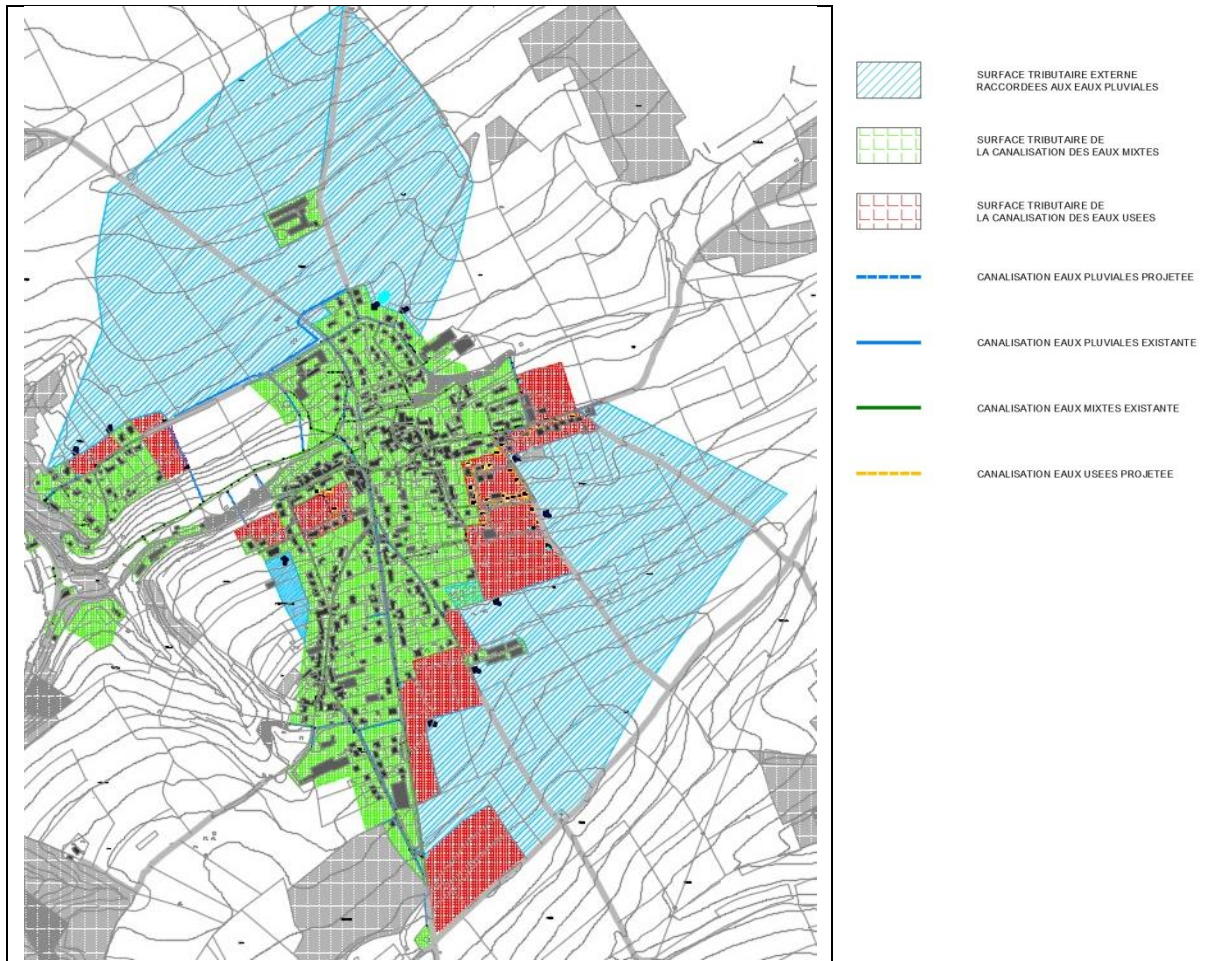 SURFACE TRIBUTAIRE EXTERNE
RACCORDEES AUX EAUX PLUVIALES
SURFACE TRIBUTAIRE DE
LA CANALISATION DES EAUX MIXTES
SURFACE TRIBUTAIRE DE
LA CANALISATION DES EAUX USEES
CANALISATION EAUX PLUVIALES PROJETEE
CANALISATION EAUX PLUVIALES EXISTANTE
CANALISATION EAUX MIXTES EXISTANTE
CANALISATION EAUX USEES PROJETEE